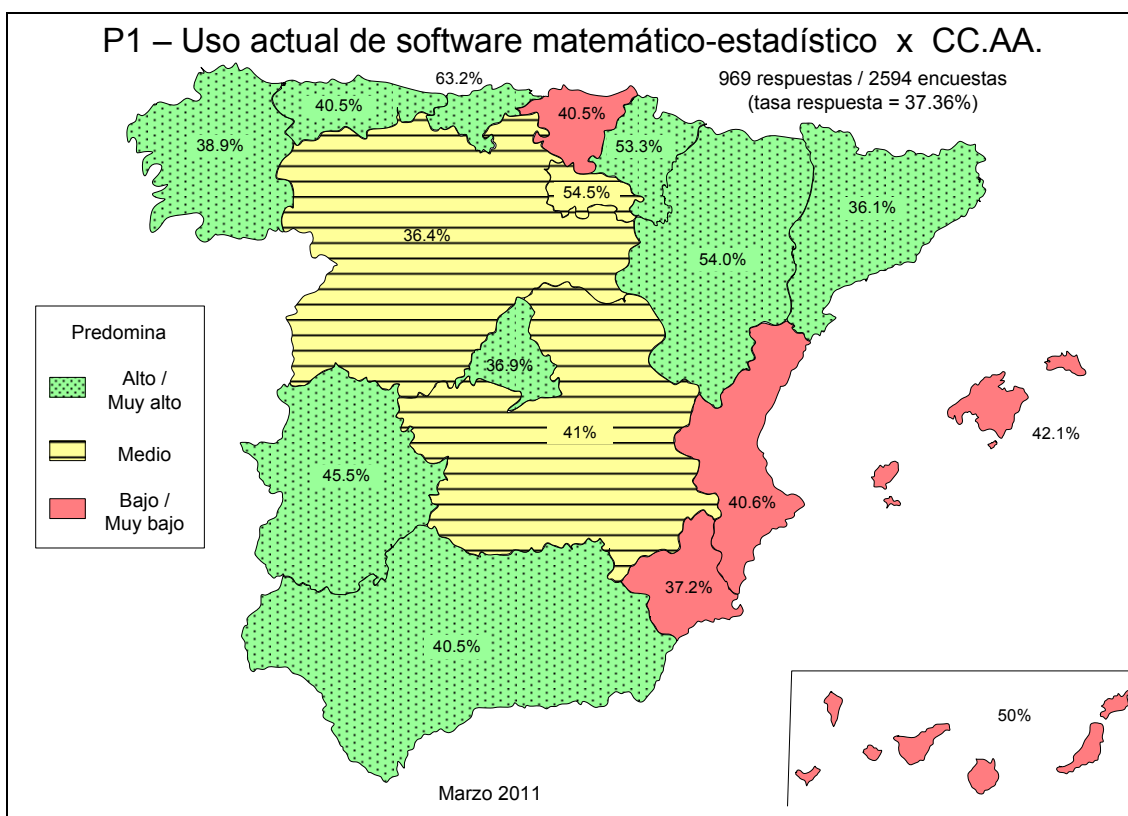 P1 – Uso actual de software matemático-estadístico x CC.AA.
969 respuestas / 2594 encuestas
(tasa respuesta = 37.36%)
63.2%
40.5%
40.5%
38.9%
53.3%
54.5%
36.1%
36.4%
54.0%
Predomina
Alto /
Muy alto
Medio
Bajo /
Muy bajo
36.9%
41%
42.1%
45.5%
40.6%
37.2%
40.5%
50%
Marzo 2011